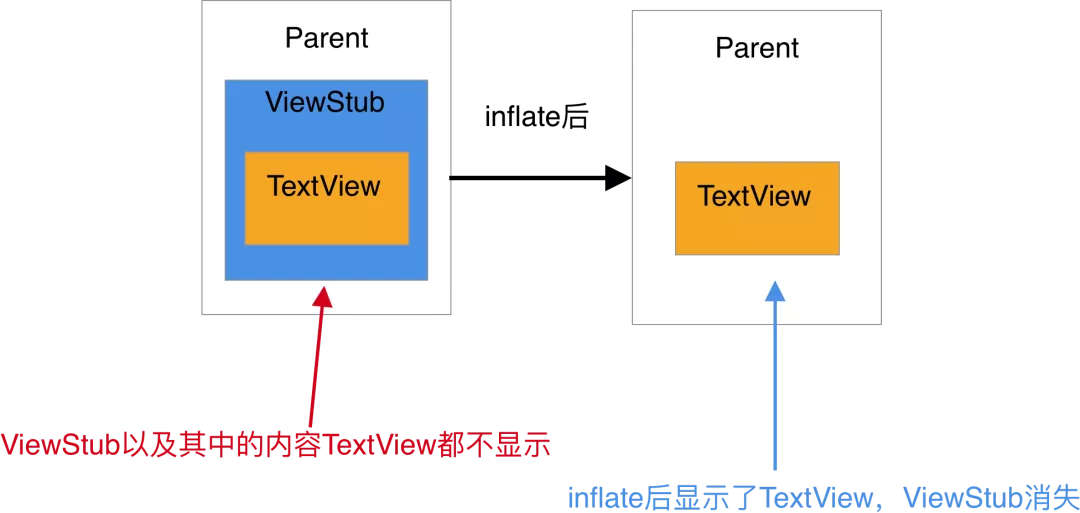 Parent
ViewStub
TextView
inflate后
Parent
TextView
ViewStub以及其中的内容TextView都不显示
inflate后显示了TextView，ViewStub消失